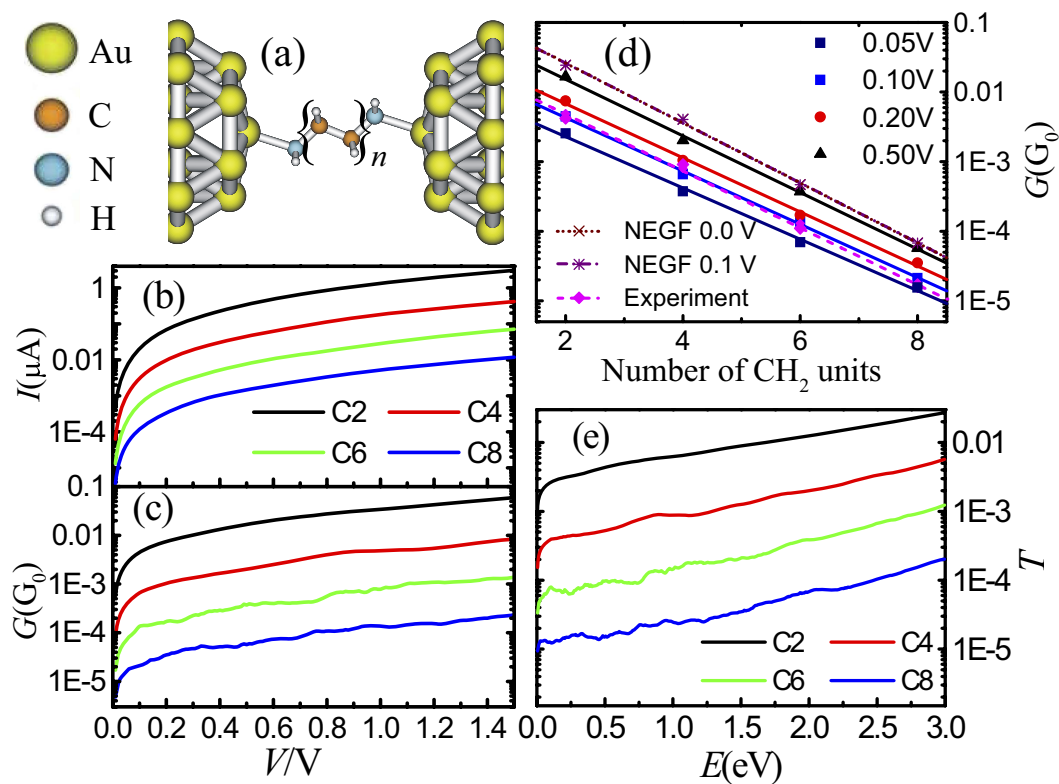 Au
C
N
H
(a)
n
(b)
I(μA)
1
0.01
1E-4
C2
C4
C6
C8
(c)
G(G₀)
0.1
0.01
1E-3
1E-4
1E-5
0.0 0.2 0.4 0.6 0.8 1.0 1.2 1.4
V/V
(d)
0.05V
0.10V
0.20V
0.50V
NEGF 0.0 V
NEGF 0.1 V
Experiment
0.1
0.01
1E-3
1E-4
1E-5
G(G₀)
2 4 6 8
Number of CH₂ units
(e)
0.01
1E-3
1E-4
1E-5
T
C2
C4
C6
C8
0.0 0.5 1.0 1.5 2.0 2.5 3.0
E(eV)